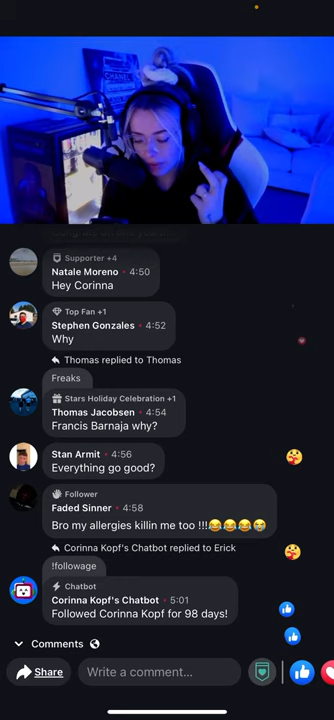 CHANEL
Supporter +4
Natale Moreno • 4:50
Hey Corinna
Top Fan +1
Stephen Gonzales • 4:52
Why
Thomas replied to Thomas
Freaks
Stars Holiday Celebration +1
Thomas Jacobsen • 4:54
Francis Barnaja why?
Stan Armit • 4:56
Everything go good?
Follower
Faded Sinner • 4:58
Bro my allergies killin me too !!!😂😂😂😭
Corinna Kopf's Chatbot replied to Erick
!followage
Chatbot
Corinna Kopf's Chatbot • 5:01
Followed Corinna Kopf for 98 days!
Comments
Share
Write a comment...